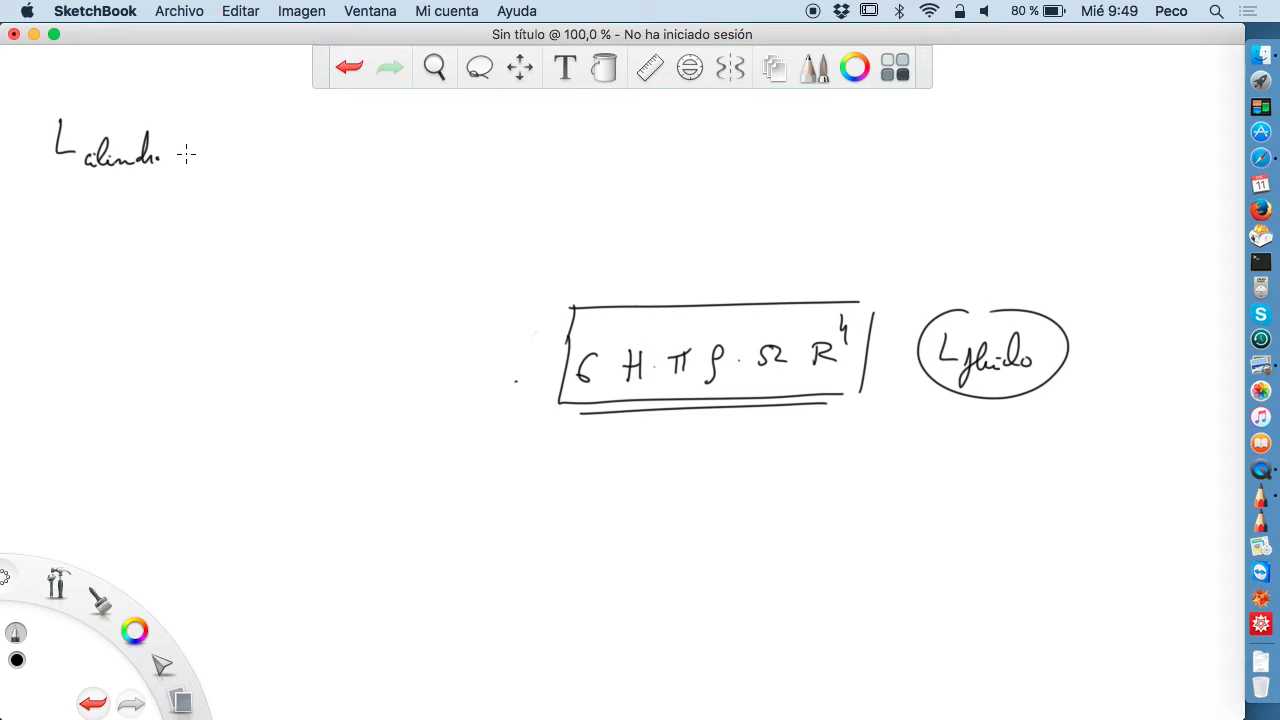 SketchBook Archivo Editar Imagen Ventana Mi cuenta Ayuda 80 % Mié 9:49 Peco
Sin título @ 100,0 % - No ha iniciado sesión
T
L cilindro
6 H · π ρ · Ω R⁴ L fluido
11